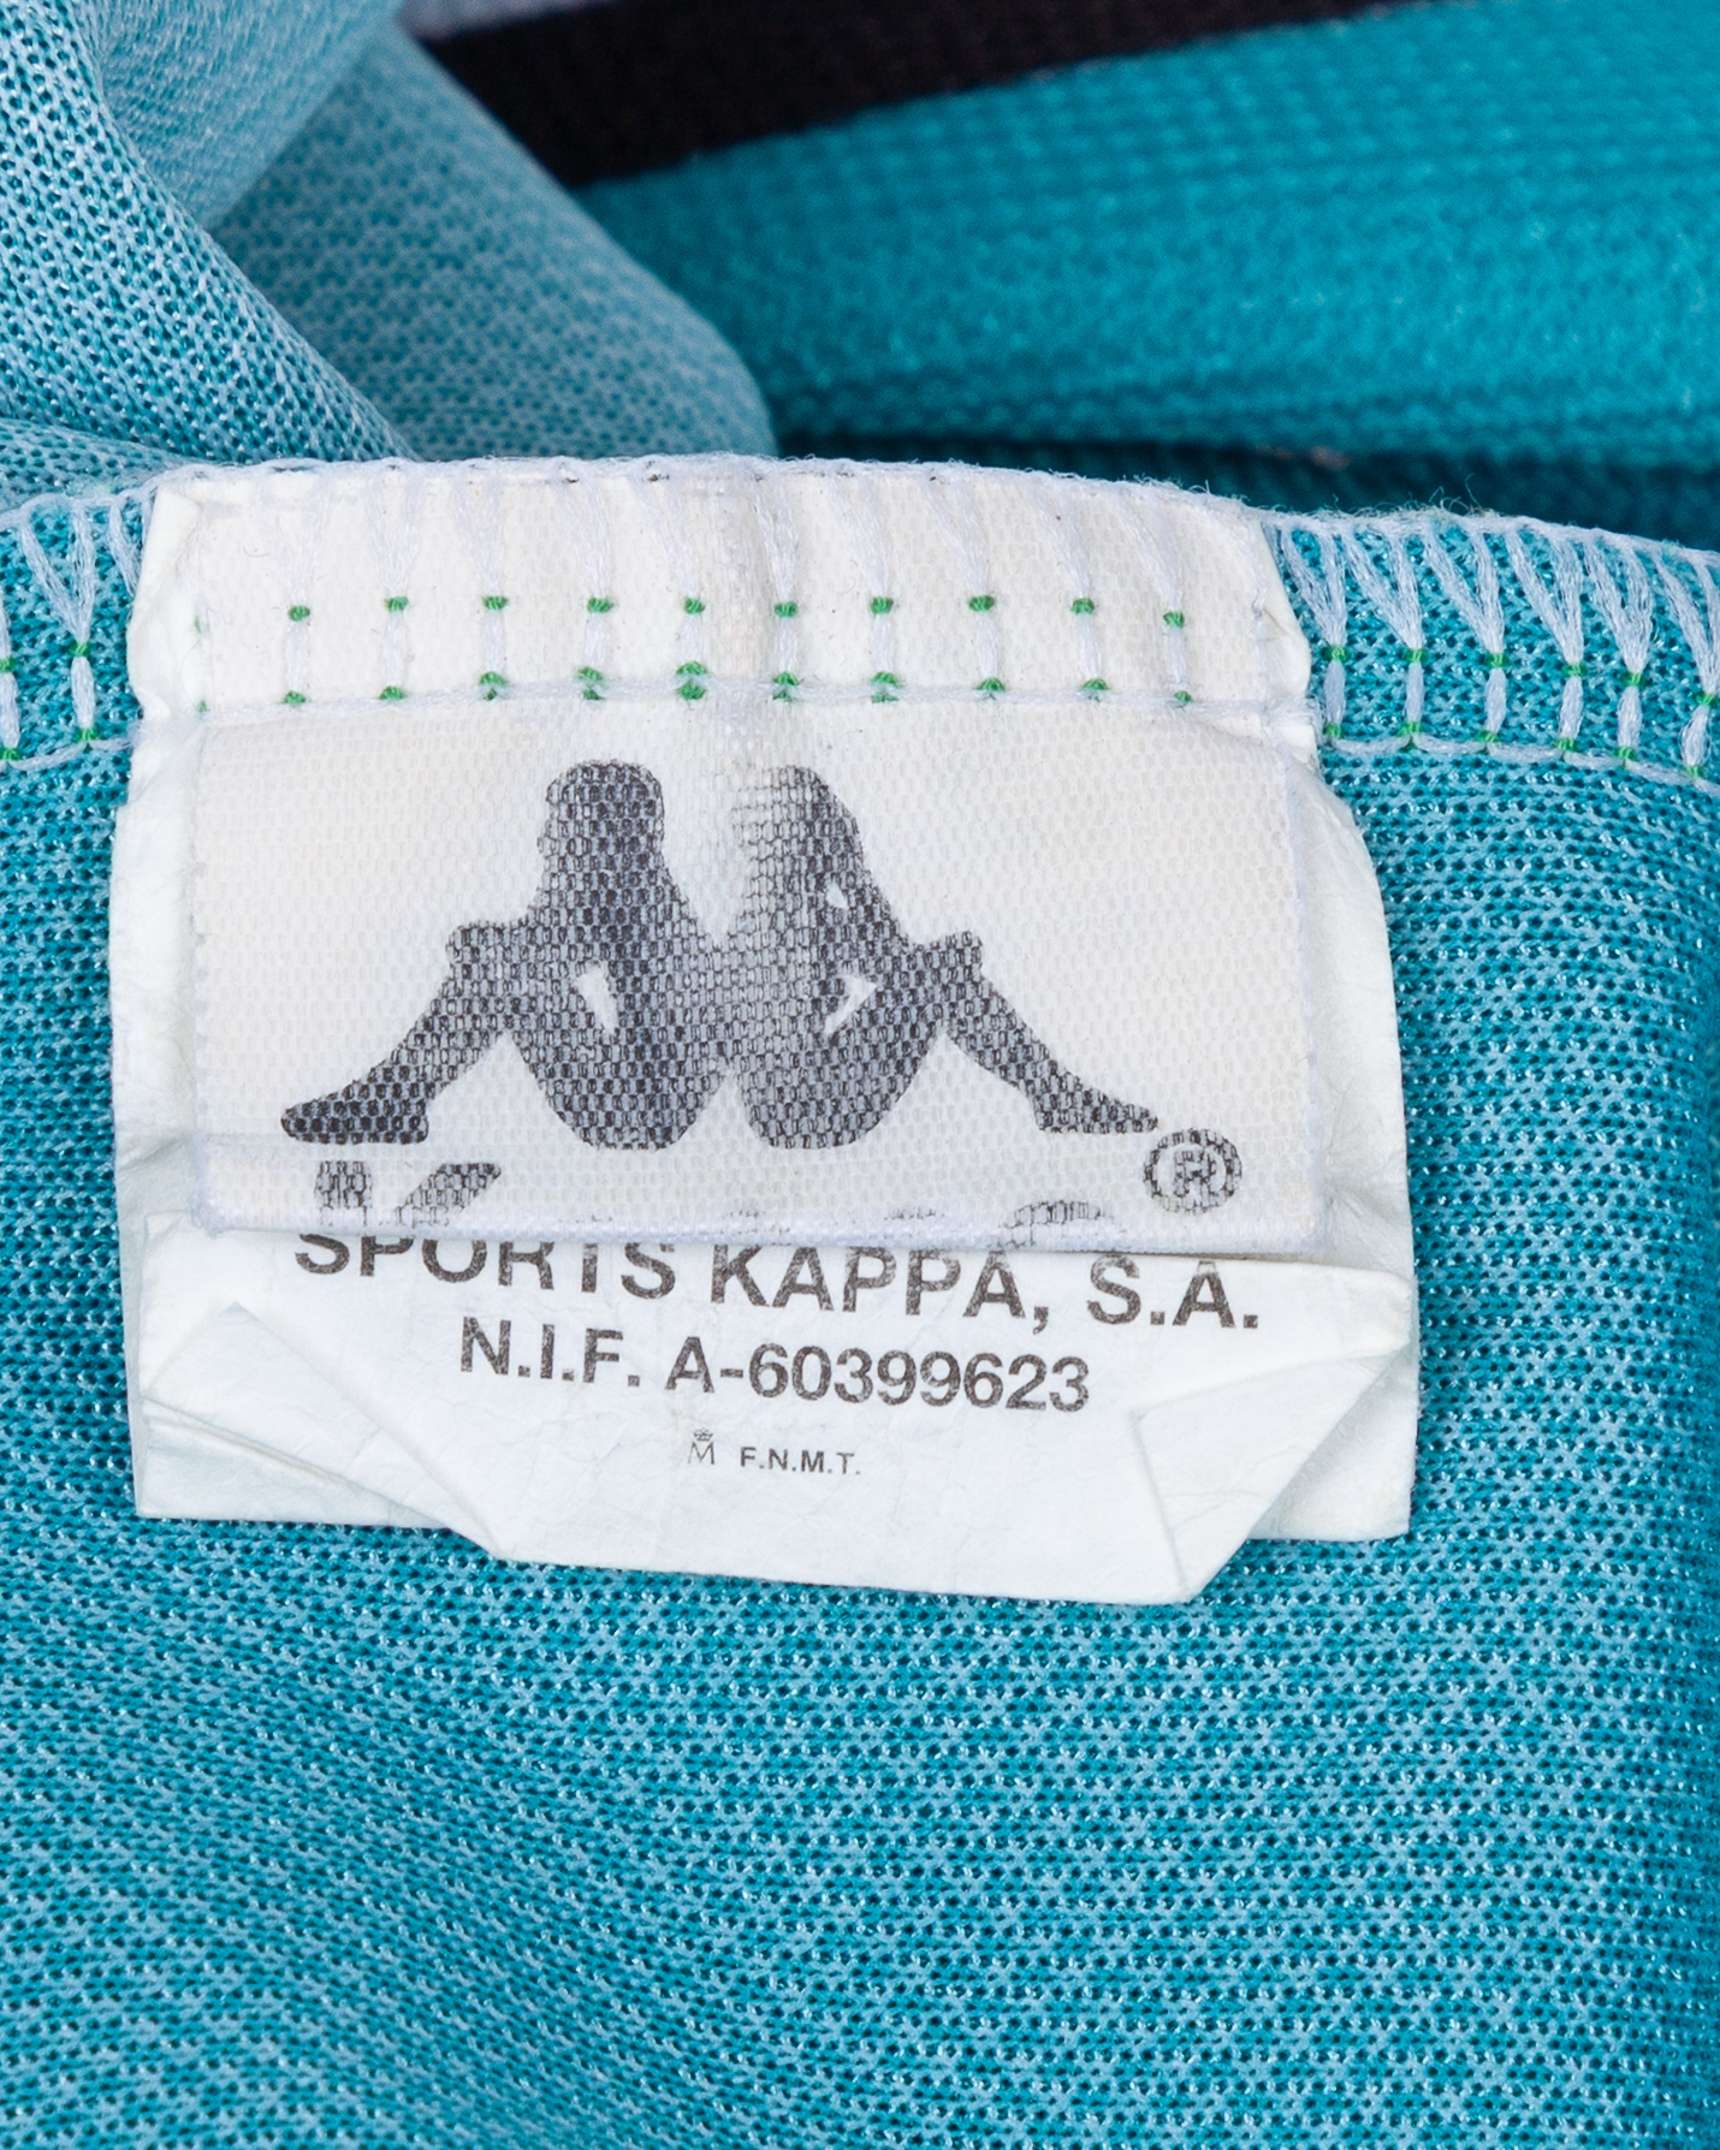 ®
SPORTS KAPPA, S.A.
N.I.F. A-60399623
M F.N.M.T.